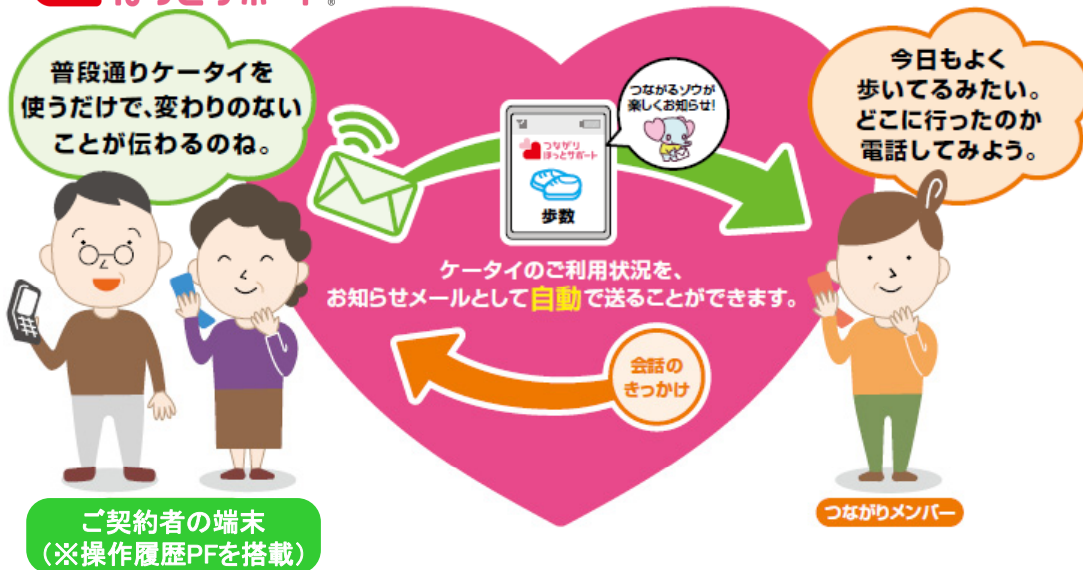 ほっとサポート®
普段通りケータイを
使うだけで、変わりのない
ことが伝わるのね。
つながるゾウが
楽しくお知らせ!
今日もよく
歩いてるみたい。
どこに行ったのか
電話してみよう。
つながり
ほっとサポート
歩数
ケータイのご利用状況を、
お知らせメールとして自動で送ることができます。
会話の
きっかけ
つながりメンバー
ご契約者の端末
(※操作履歴PFを搭載)